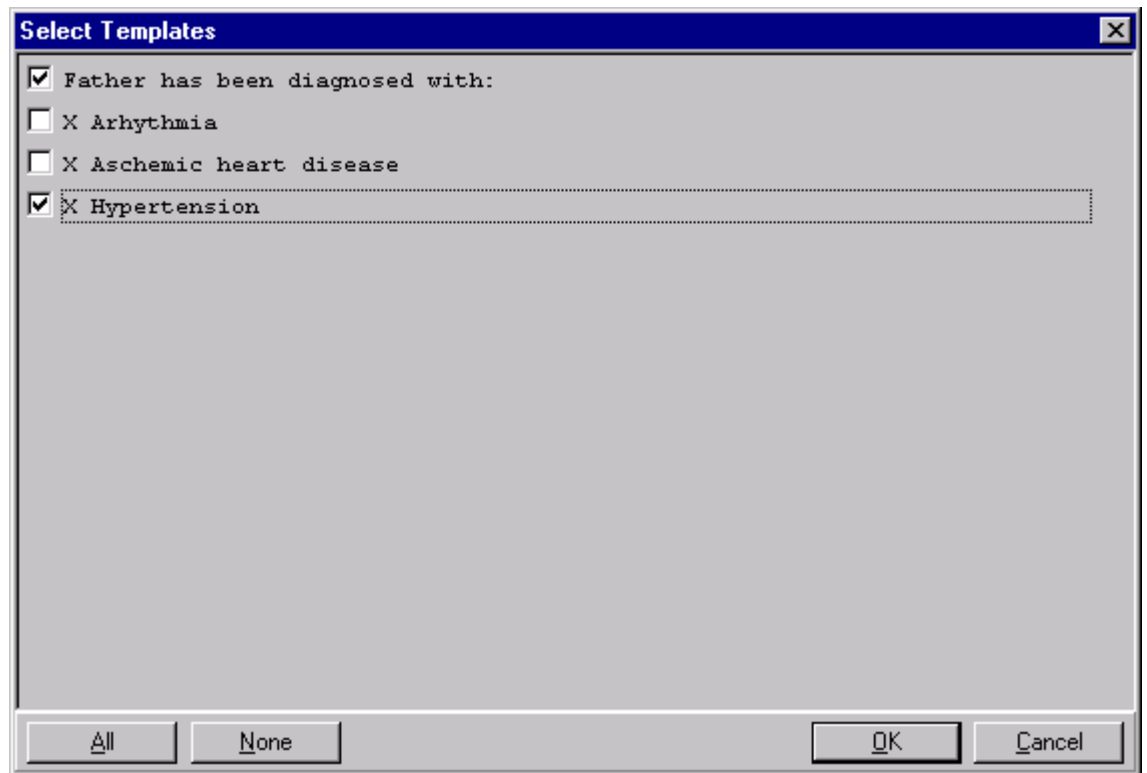 Select Templates
Father has been diagnosed with:
X Arhythmia
X Aschemic heart disease
X Hypertension
All None OK Cancel